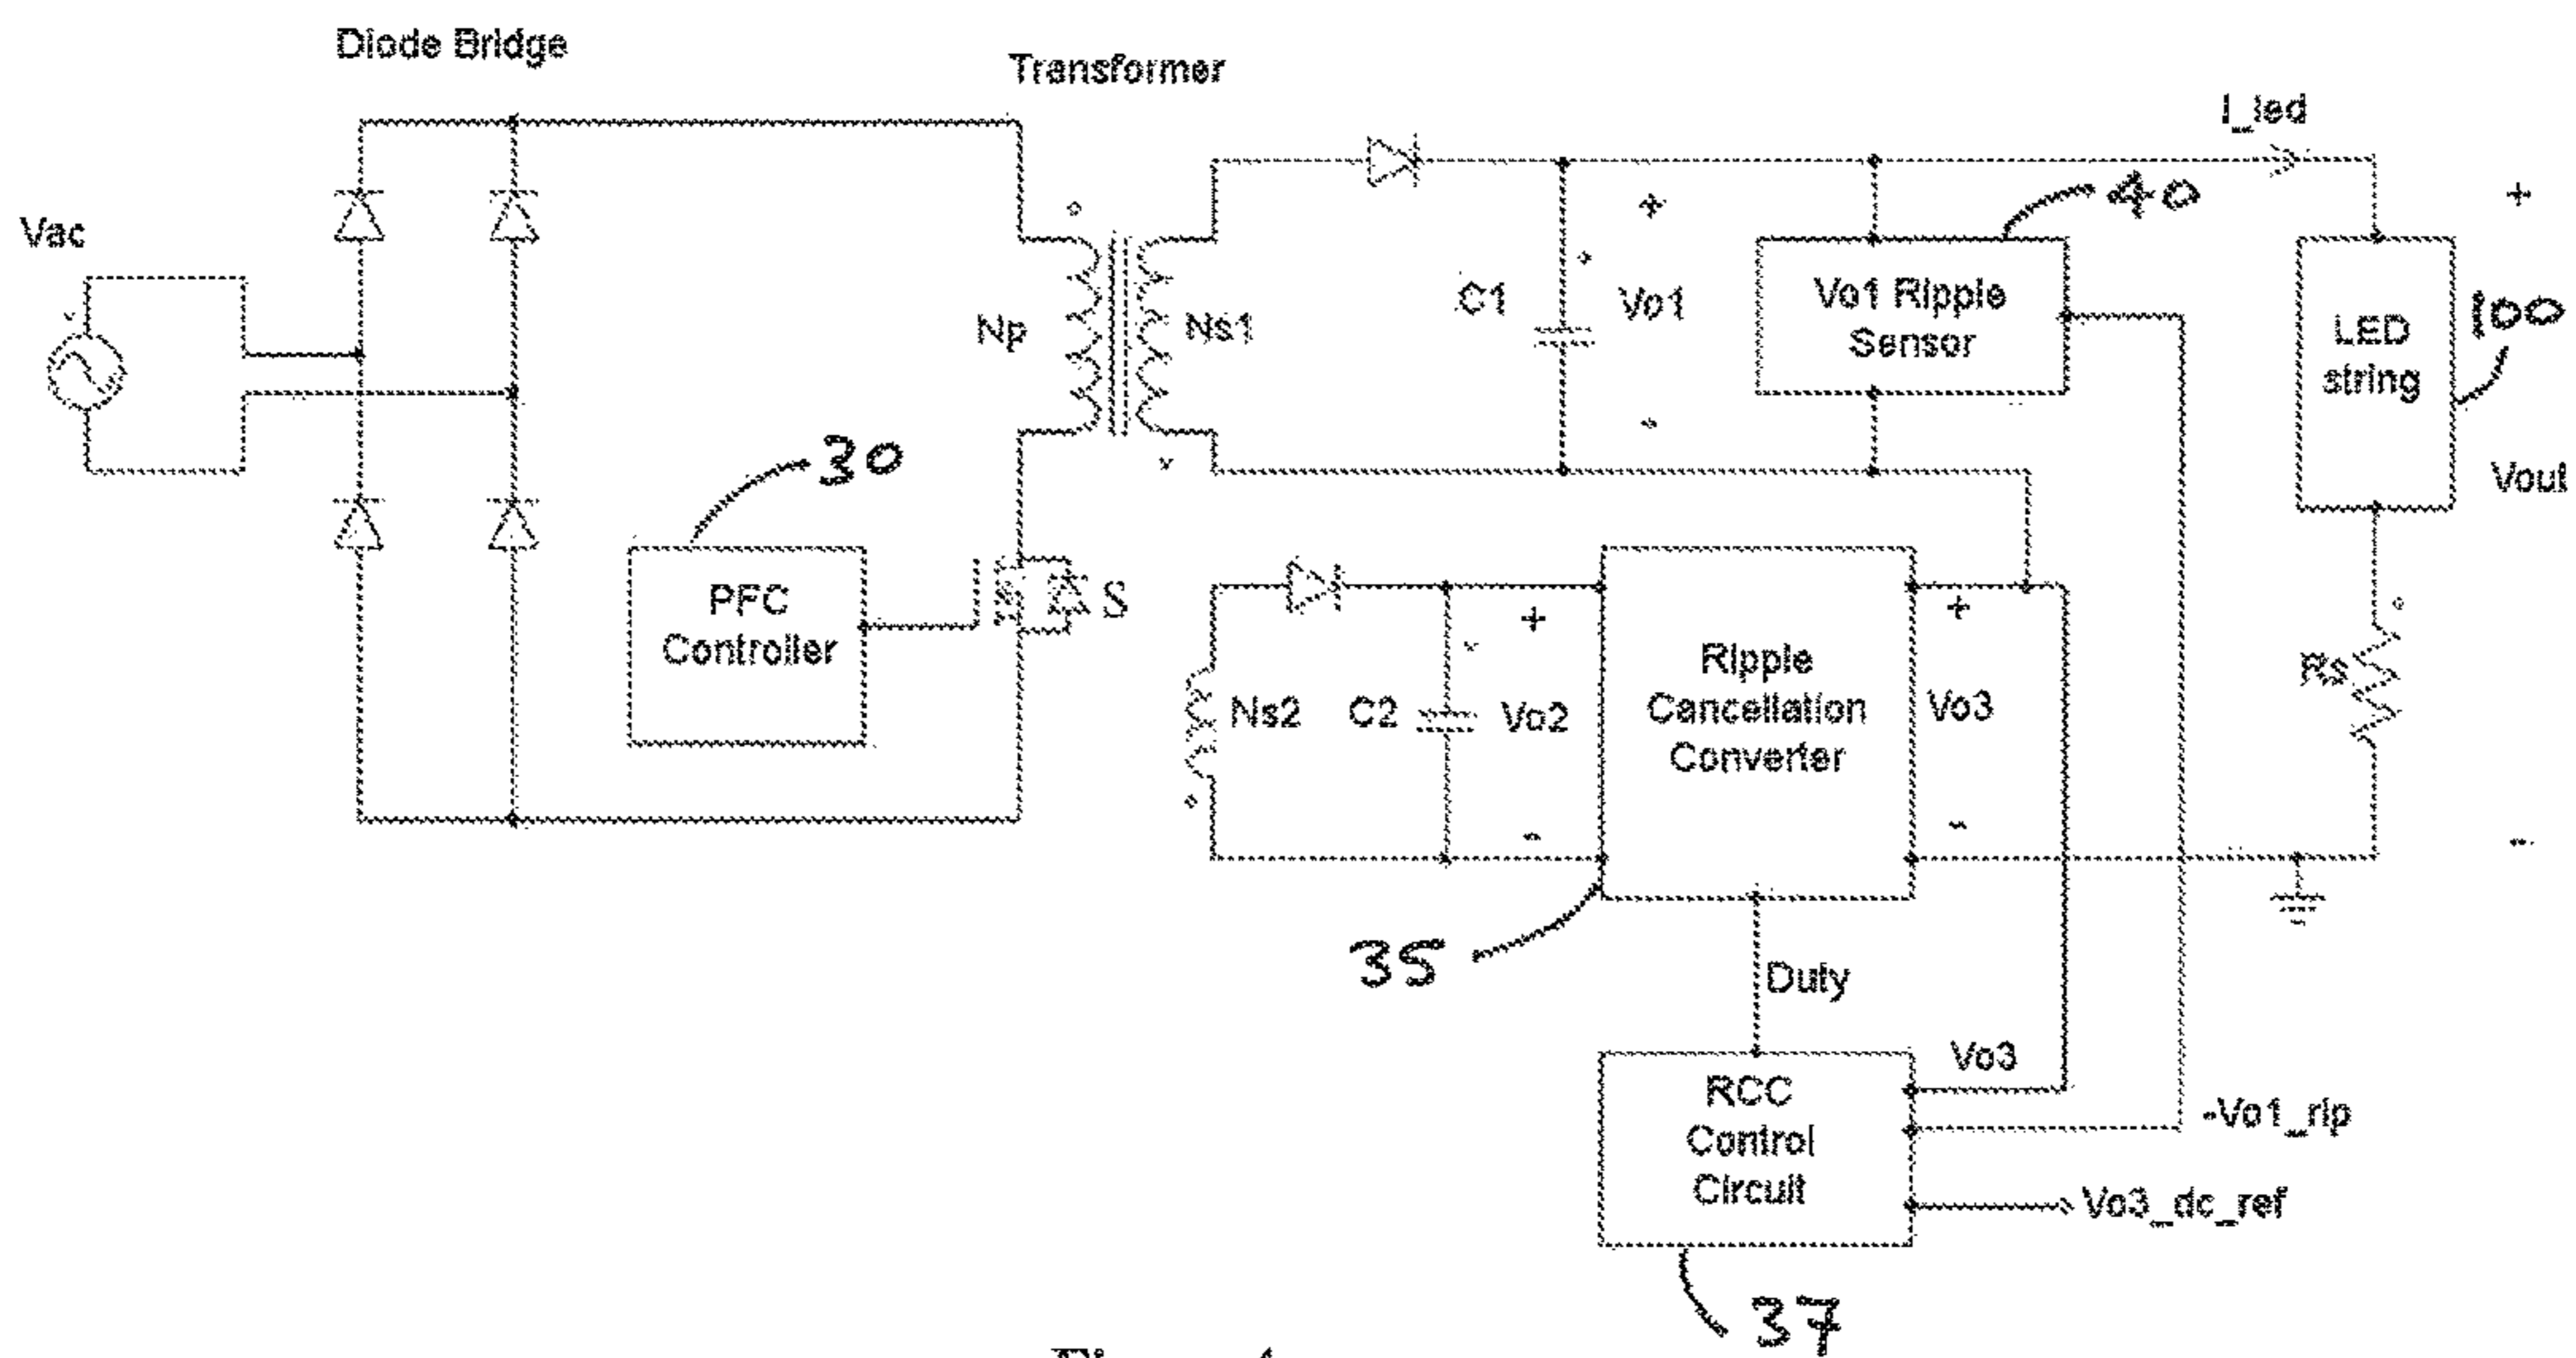 Diode Bridge
Transformer
I_led
40
Vac
+
+
Vo1 Ripple
Sensor
100
LED
string
C1
Vo1
Np
Ns1
-
30
Vout
PFC
Controller
S
+
+
Ripple
Cancellation
Converter
Rs
Ns2
C2
Vo2
Vo3
-
-
-
35
Duty
Vo3
RCC
Control
Circuit
-Vo1_rip
Vo3_dc_ref
37